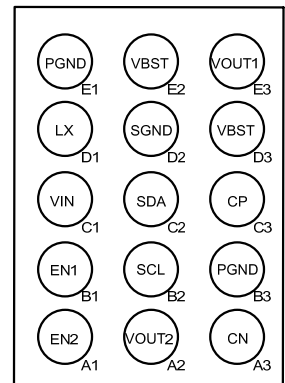 PGND VBST VOUT1
E1 E2 E3
LX SGND VBST
D1 D2 D3
VIN SDA CP
C1 C2 C3
EN1 SCL PGND
B1 B2 B3
EN2 VOUT2 CN
A1 A2 A3